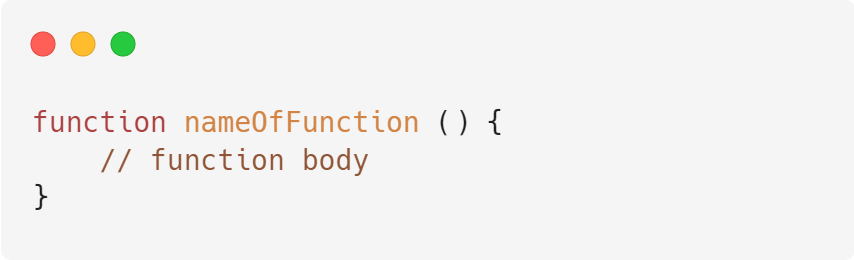 function nameOfFunction () {
    // function body
}